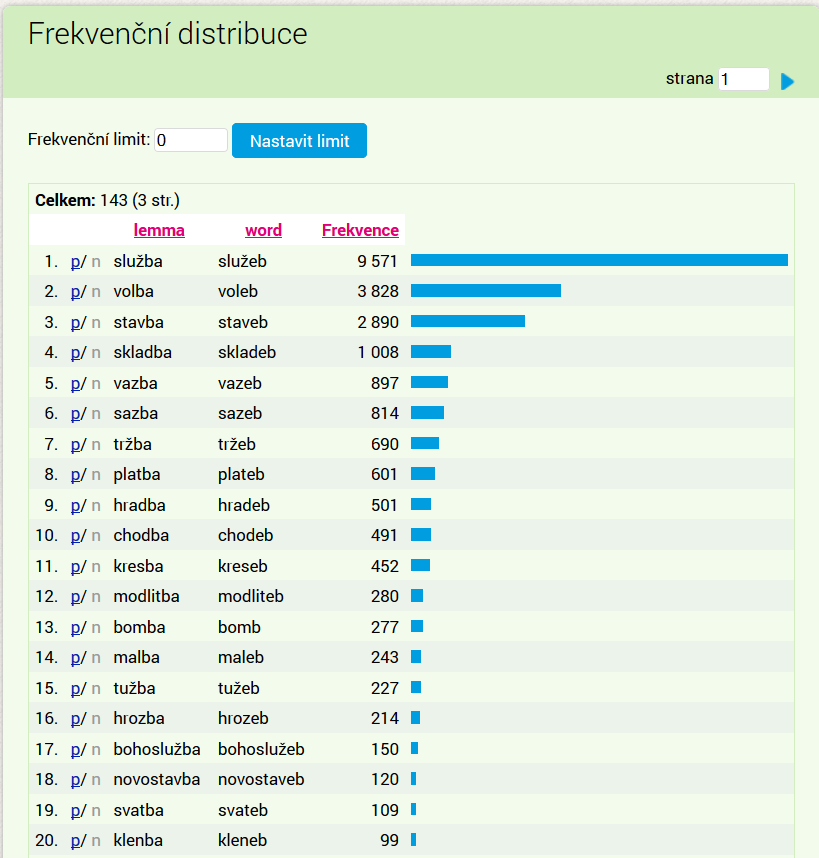 Frekvenční distribuce
strana 1
Frekvenční limit: 0 Nastavit limit
Celkem: 143 (3 str.)
lemma word Frekvence
1. p/ n služba služeb 9 571
2. p/ n volba voleb 3 828
3. p/ n stavba staveb 2 890
4. p/ n skladba skladeb 1 008
5. p/ n vazba vazeb 897
6. p/ n sazba sazeb 814
7. p/ n tržba tržeb 690
8. p/ n platba plateb 601
9. p/ n hradba hradeb 501
10. p/ n chodba chodeb 491
11. p/ n kresba kreseb 452
12. p/ n modlitba modliteb 280
13. p/ n bomba bomb 277
14. p/ n malba maleb 243
15. p/ n tužba tužeb 227
16. p/ n hrozba hrozeb 214
17. p/ n bohoslužba bohoslužeb 150
18. p/ n novostavba novostaveb 120
19. p/ n svatba svateb 109
20. p/ n klenba kleneb 99